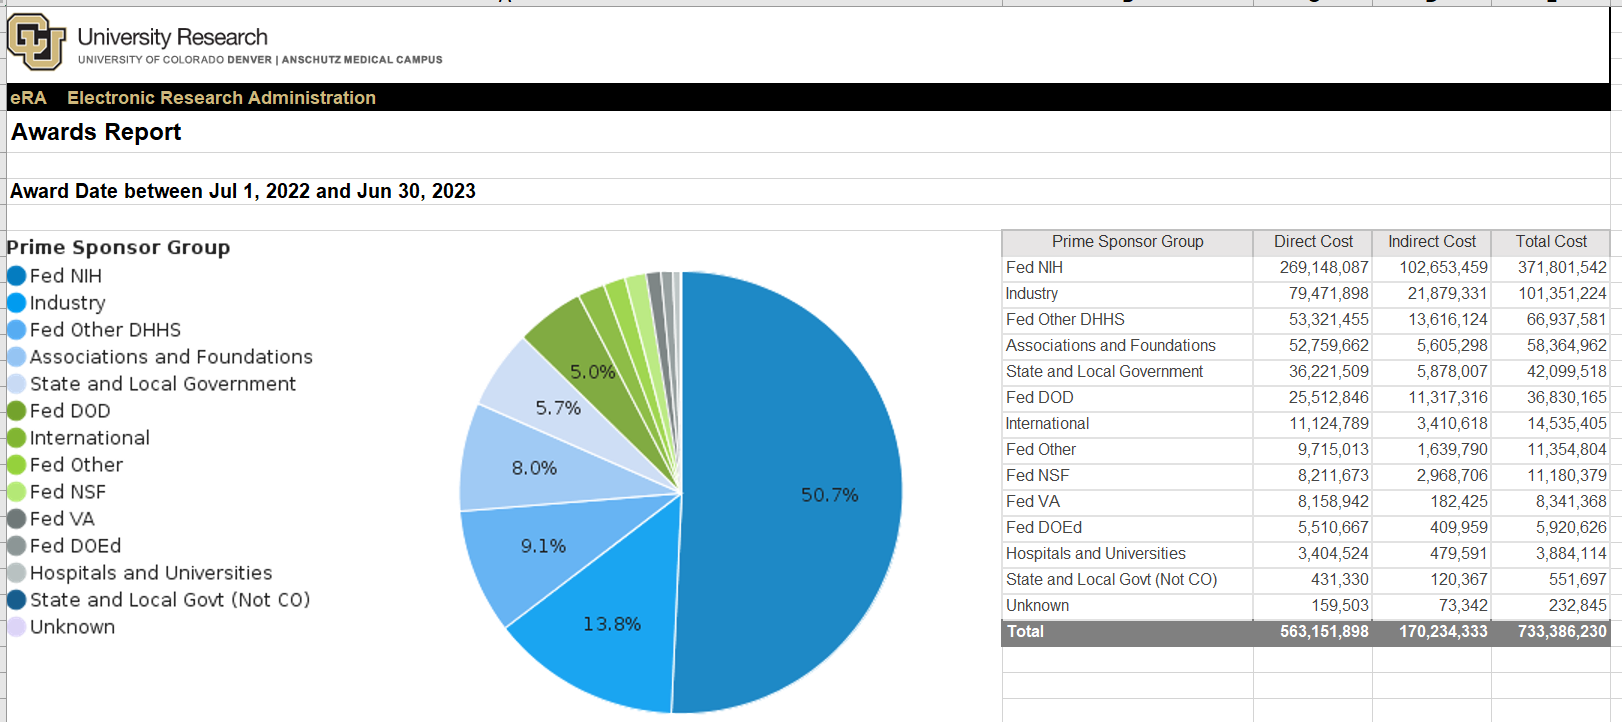 University Research
UNIVERSITY OF COLORADO DENVER | ANSCHUTZ MEDICAL CAMPUS
eRA Electronic Research Administration
Awards Report
Award Date between Jul 1, 2022 and Jun 30, 2023
Prime Sponsor Group
Fed NIH
Industry
Fed Other DHHS
Associations and Foundations
State and Local Government
Fed DOD
International
Fed Other
Fed NSF
Fed VA
Fed DOEd
Hospitals and Universities
State and Local Govt (Not CO)
Unknown
5.0%
5.7%
8.0%
50.7%
9.1%
13.8%
Prime Sponsor Group Direct Cost Indirect Cost Total Cost
Fed NIH 269,148,087 102,653,459 371,801,542
Industry 79,471,898 21,879,331 101,351,224
Fed Other DHHS 53,321,455 13,616,124 66,937,581
Associations and Foundations 52,759,662 5,605,298 58,364,962
State and Local Government 36,221,509 5,878,007 42,099,518
Fed DOD 25,512,846 11,317,316 36,830,165
International 11,124,789 3,410,618 14,535,405
Fed Other 9,715,013 1,639,790 11,354,804
Fed NSF 8,211,673 2,968,706 11,180,379
Fed VA 8,158,942 182,425 8,341,368
Fed DOEd 5,510,667 409,959 5,920,626
Hospitals and Universities 3,404,524 479,591 3,884,114
State and Local Govt (Not CO) 431,330 120,367 551,697
Unknown 159,503 73,342 232,845
Total 563,151,898 170,234,333 733,386,230